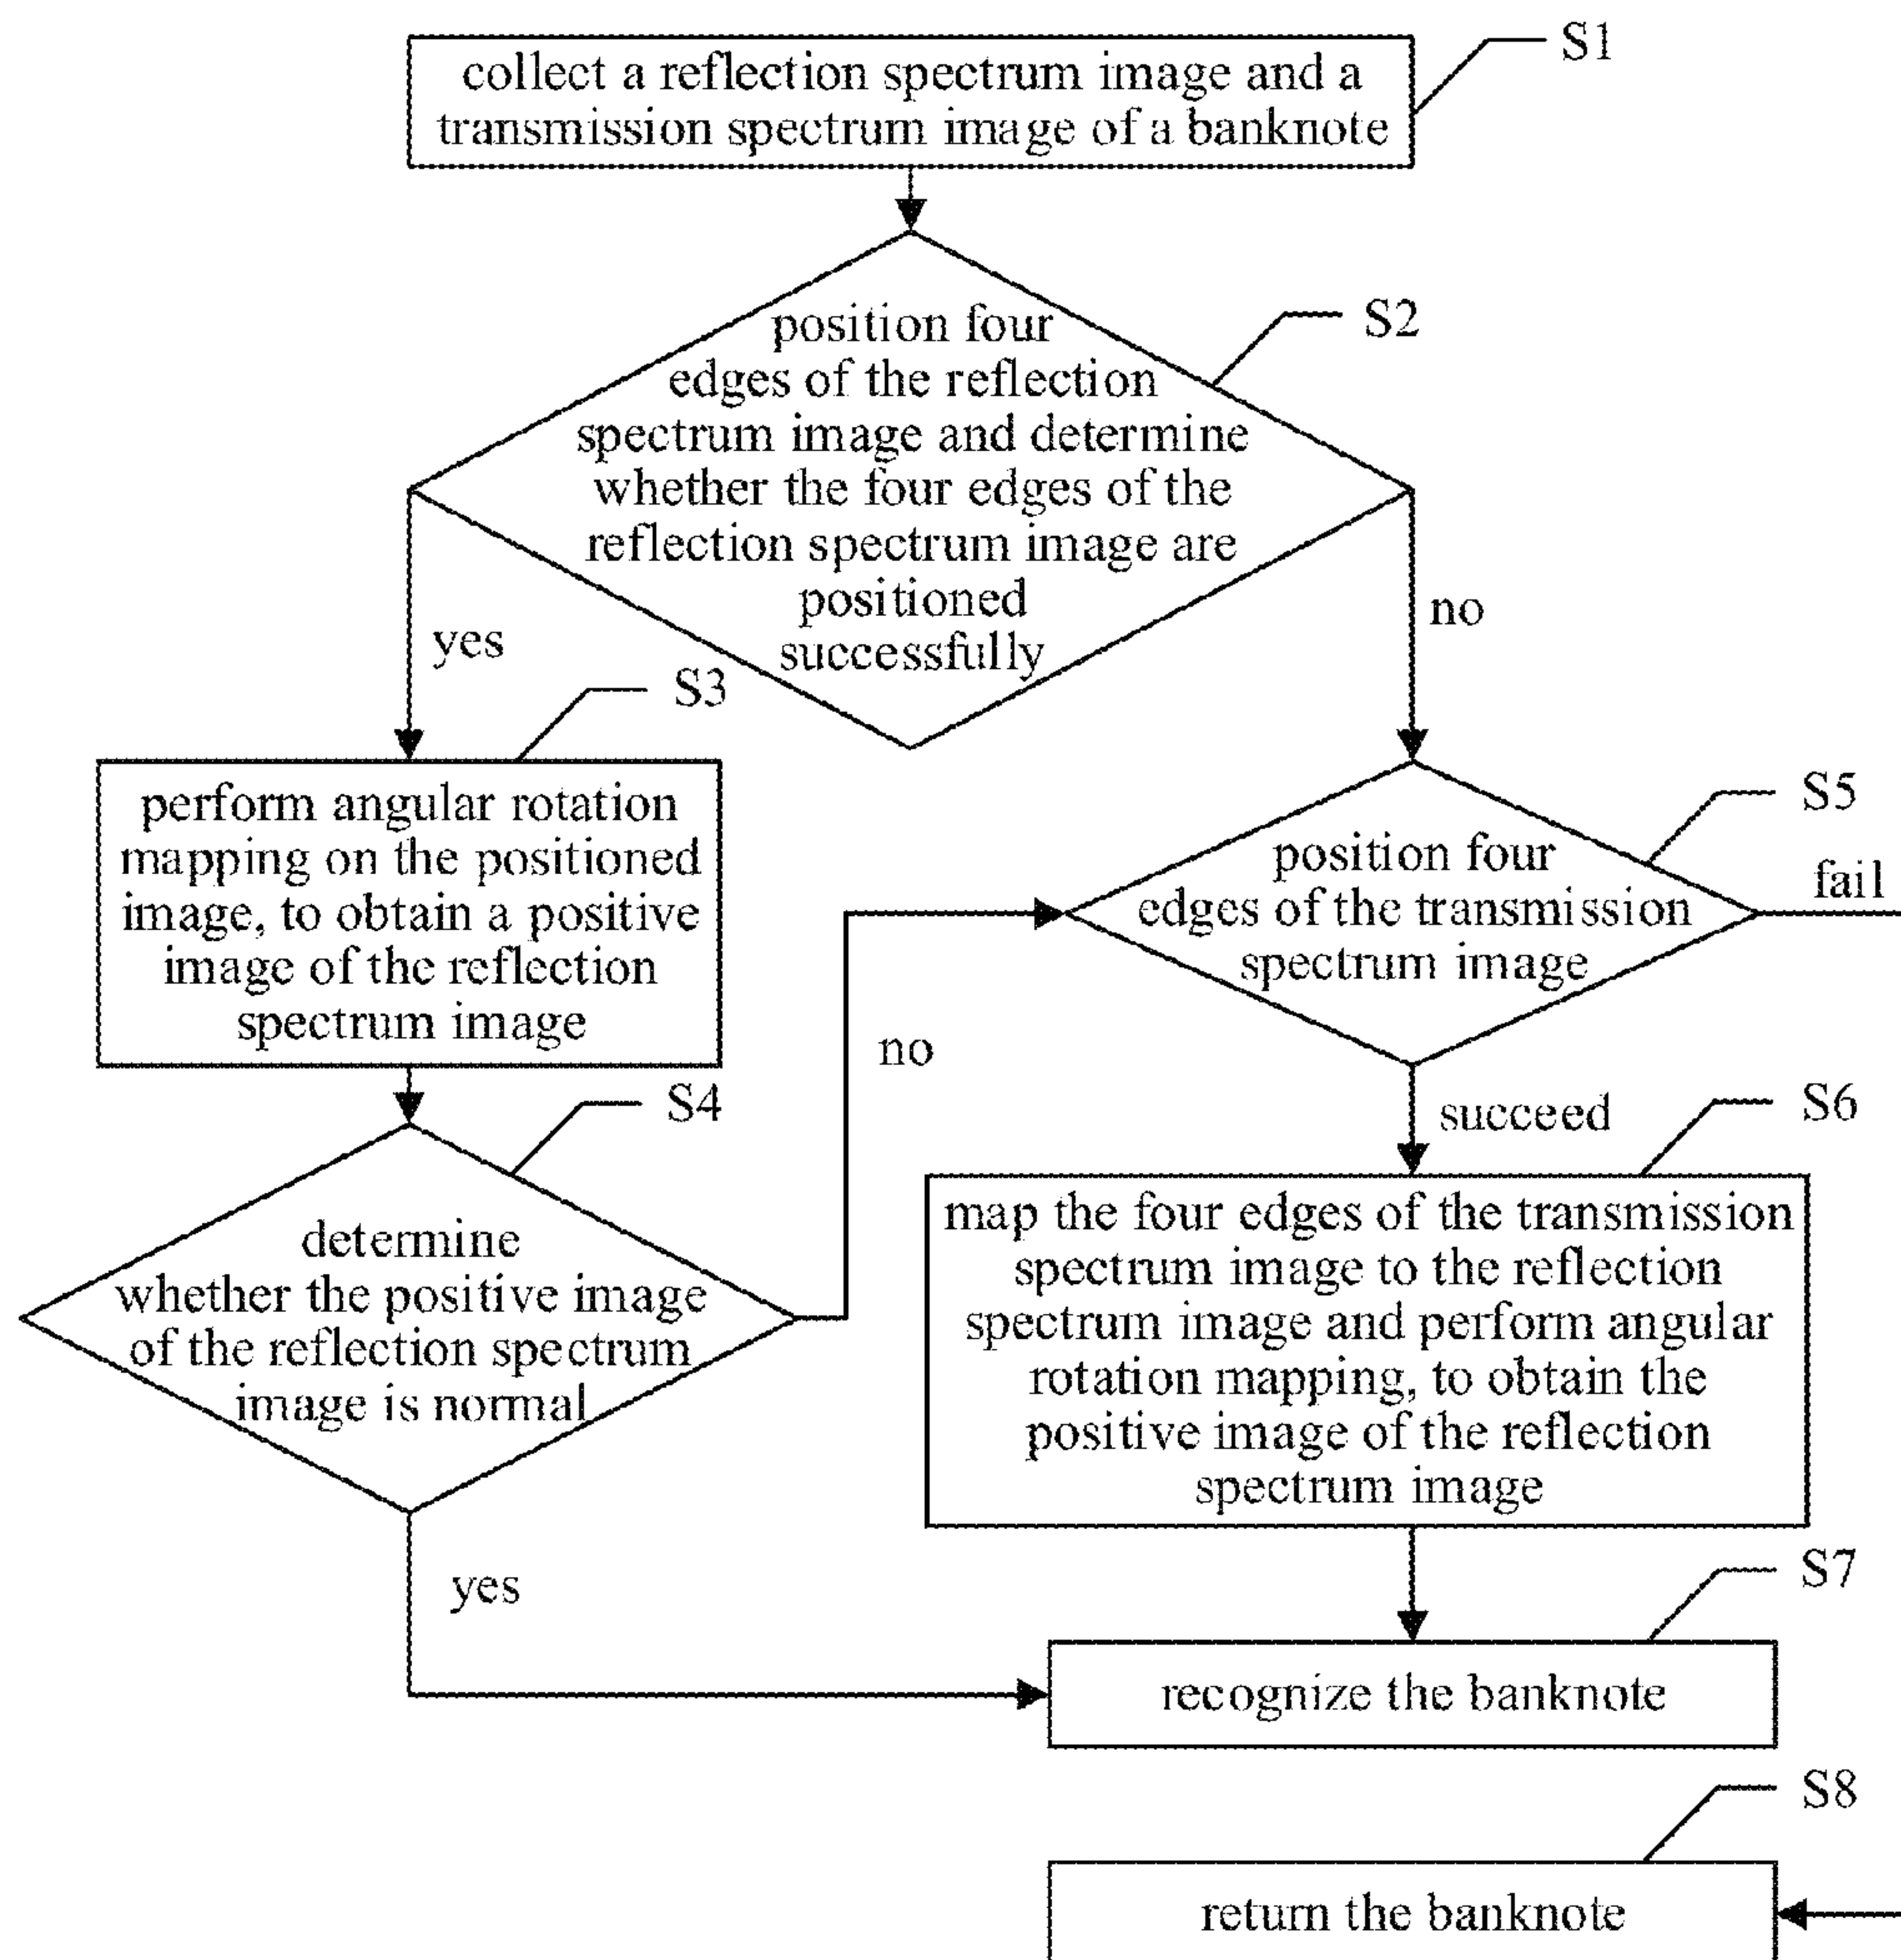 S1
collect a reflection spectrum image and a
transmission spectrum image of a banknote
S2
position four
edges of the reflection
spectrum image and determine
whether the four edges of the
reflection spectrum image are
positioned
successfully
yes
no
S3
perform angular rotation
mapping on the positioned
image, to obtain a positive
image of the reflection
spectrum image
S5
position four
edges of the transmission
spectrum image
fail
no
succeed
S4
determine
whether the positive image
of the reflection spectrum
image is normal
yes
S6
map the four edges of the transmission
spectrum image to the reflection
spectrum image and perform angular
rotation mapping, to obtain the
positive image of the reflection
spectrum image
S7
recognize the banknote
S8
return the banknote